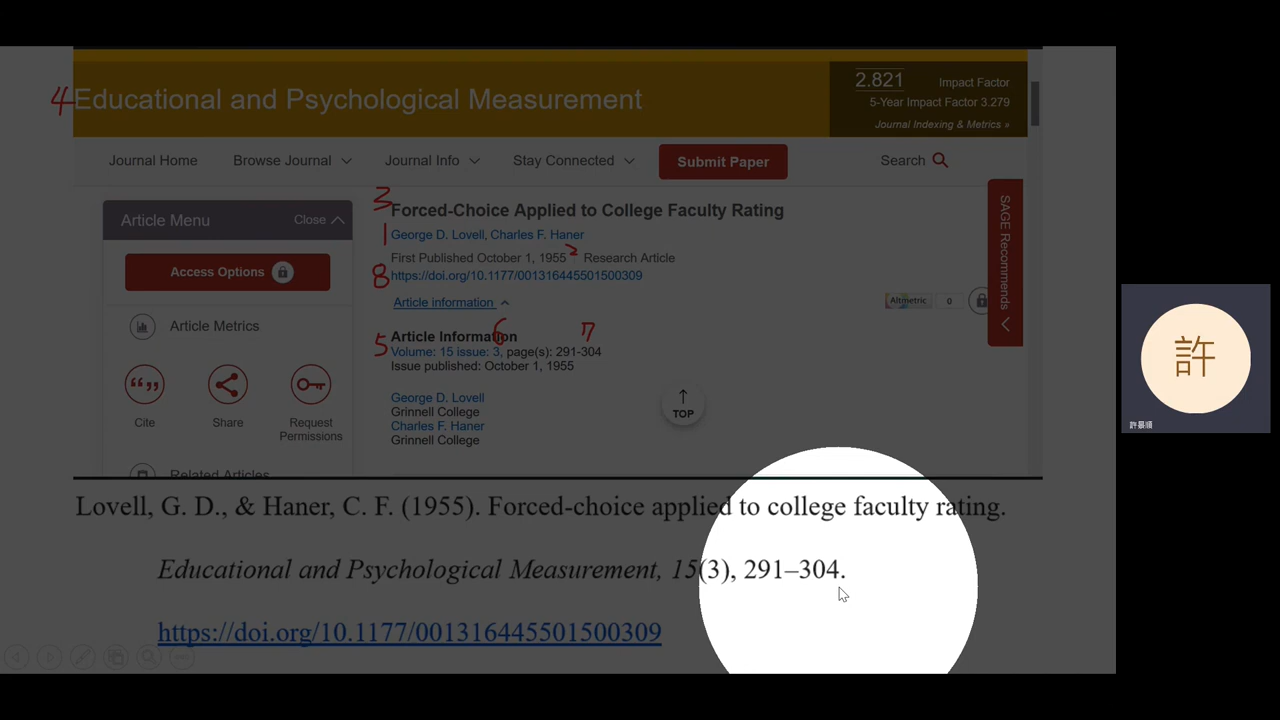 4 Educational and Psychological Measurement
2.821 Impact Factor
5-Year Impact Factor 3.279
Journal Indexing & Metrics »
Journal Home Browse Journal Journal Info Stay Connected Submit Paper Search
Article Menu Close
Access Options
Article Metrics
Cite Share Request Permissions
Related Articles
3 Forced-Choice Applied to College Faculty Rating
1 George D. Lovell, Charles F. Haner
First Published October 1, 1955 2 Research Article
8 https://doi.org/10.1177/001316445501500309
Article information
Altmetric 0
Article Information 6 7
5 Volume: 15 issue: 3, page(s): 291-304
Issue published: October 1, 1955
George D. Lovell
Grinnell College
Charles F. Haner
Grinnell College
TOP
SAGE Recommends
Lovell, G. D., & Haner, C. F. (1955). Forced-choice applied to college faculty rating.
Educational and Psychological Measurement, 15(3), 291–304.
https://doi.org/10.1177/001316445501500309
許
許景順